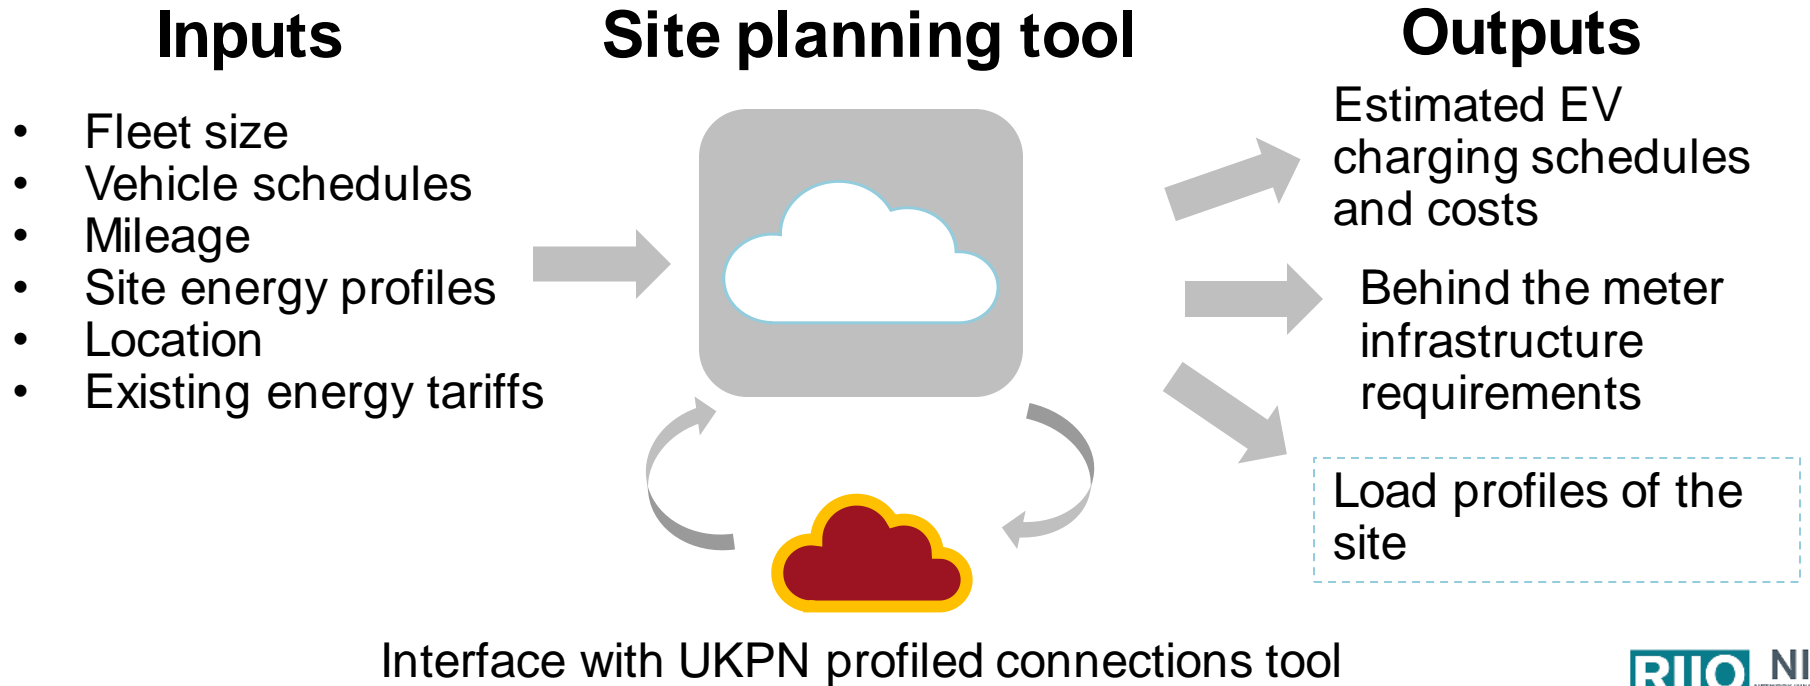 Inputs
Site planning tool
Outputs
• Fleet size
• Vehicle schedules
• Mileage
• Site energy profiles
• Location
• Existing energy tariffs
Estimated EV
charging schedules
and costs
Behind the meter
infrastructure
requirements
Load profiles of the
site
Interface with UKPN profiled connections tool
RIIO NI